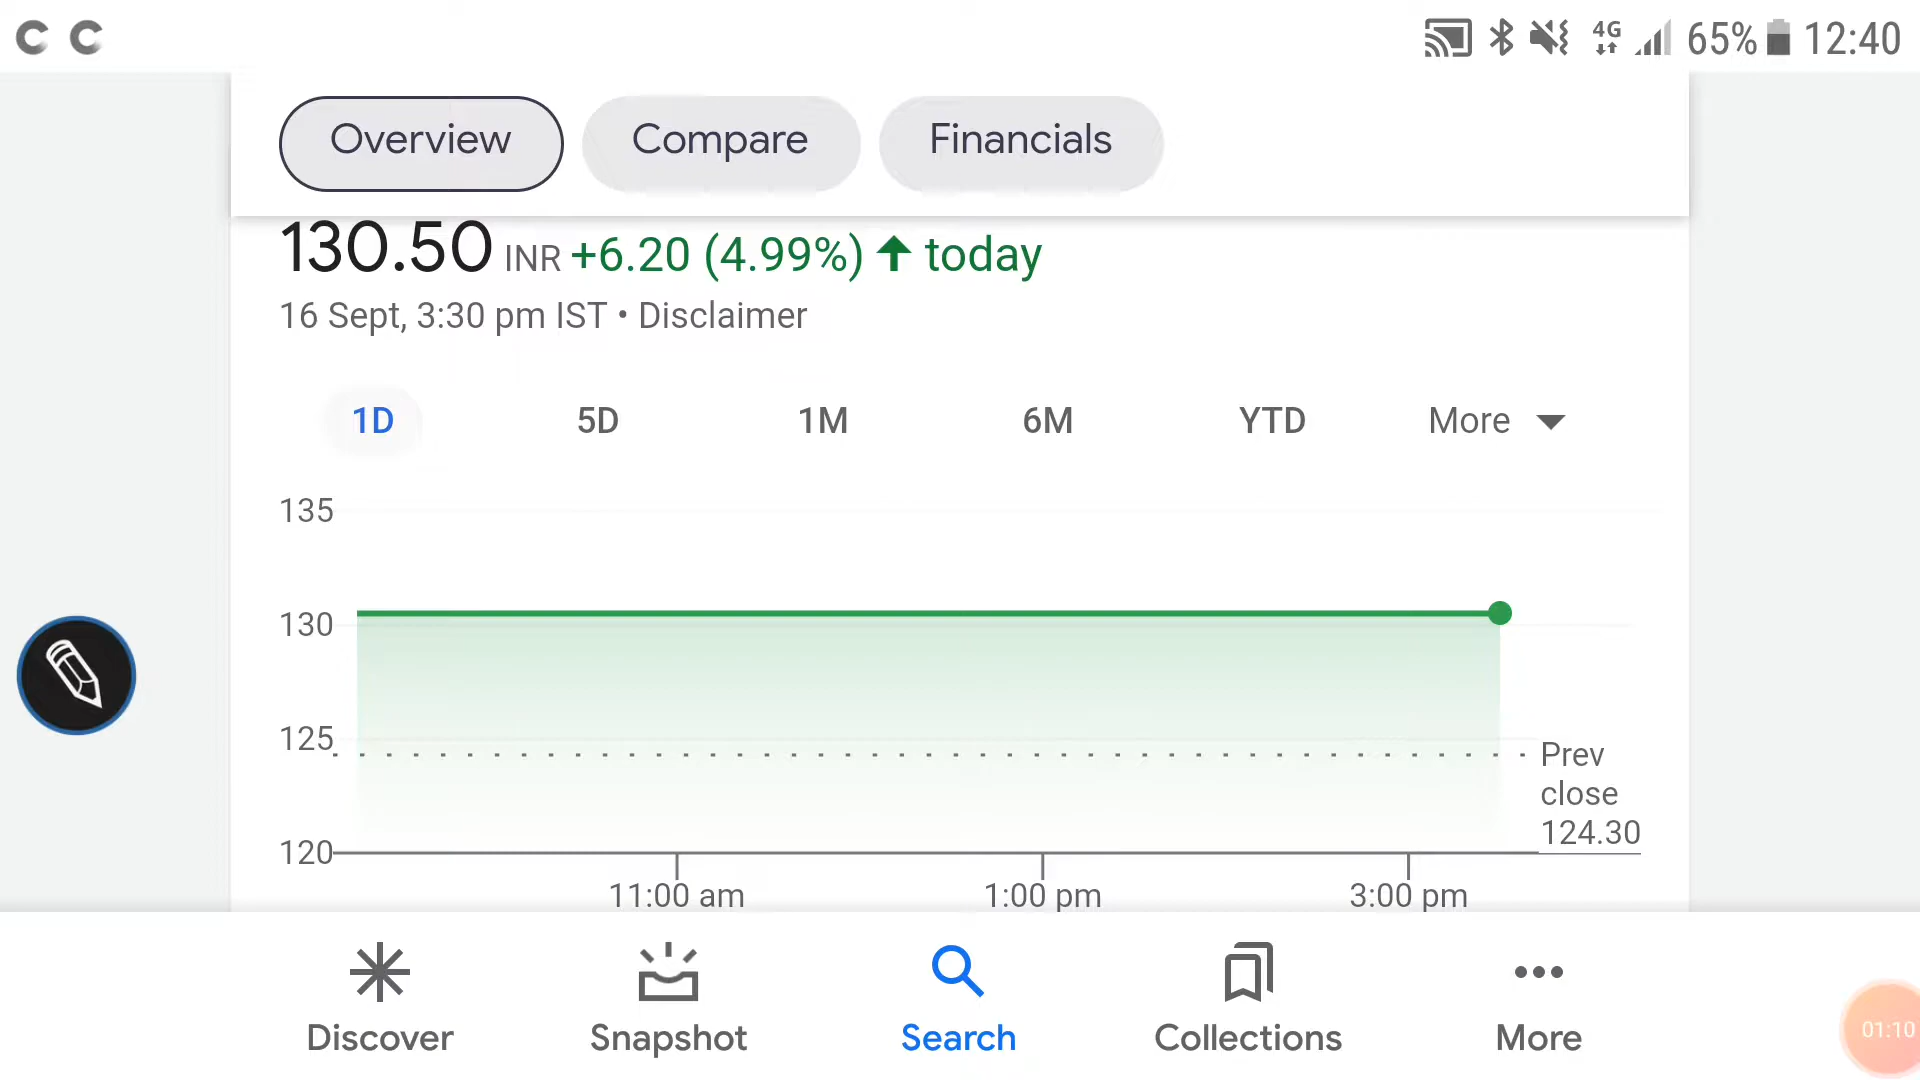 C C 4G 65% 12:40
Overview Compare Financials
130.50 INR +6.20 (4.99%) today
16 Sept, 3:30 pm IST • Disclaimer
1D 5D 1M 6M YTD More
135
130
125
Prev
close
124.30
120
11:00 am 1:00 pm 3:00 pm
Discover Snapshot Search Collections More
01:10